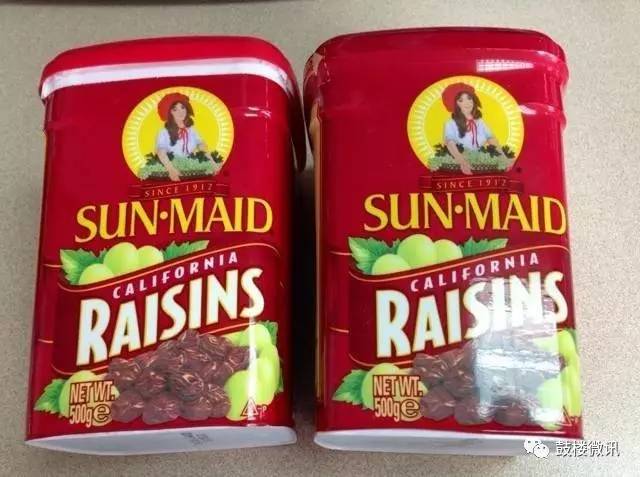 SINCE 1912
SUN•MAID
CALIFORNIA
RAISINS
NET WT.
500g e
SINCE 1912
SUN•MAID
CALIFORNIA
RAISINS
NET WT.
500g e
鼓楼微讯